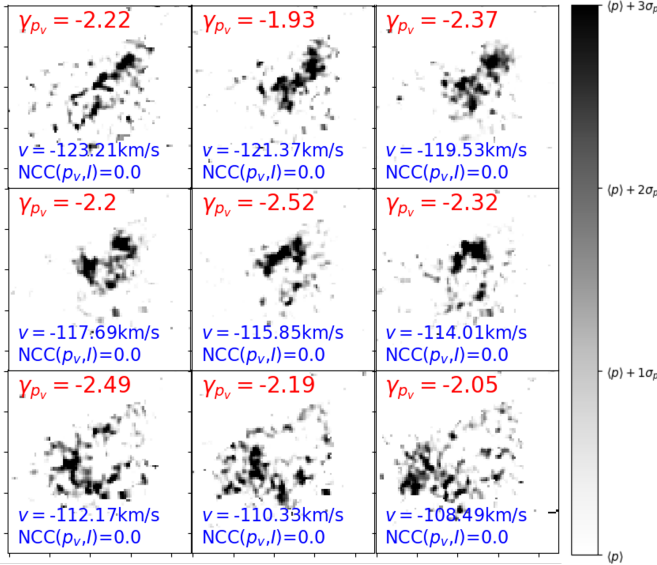 γ_{p_v} = -2.22
v = -123.21km/s
NCC(p_v,I)=0.0
γ_{p_v} = -1.93
v = -121.37km/s
NCC(p_v,I)=0.0
γ_{p_v} = -2.37
v = -119.53km/s
NCC(p_v,I)=0.0
γ_{p_v} = -2.2
v = -117.69km/s
NCC(p_v,I)=0.0
γ_{p_v} = -2.52
v = -115.85km/s
NCC(p_v,I)=0.0
γ_{p_v} = -2.32
v = -114.01km/s
NCC(p_v,I)=0.0
γ_{p_v} = -2.49
v = -112.17km/s
NCC(p_v,I)=0.0
γ_{p_v} = -2.19
v = -110.33km/s
NCC(p_v,I)=0.0
γ_{p_v} = -2.05
v = -108.49km/s
NCC(p_v,I)=0.0
⟨p⟩ + 3σ_p
⟨p⟩ + 2σ_p
⟨p⟩ + 1σ_p
⟨p⟩